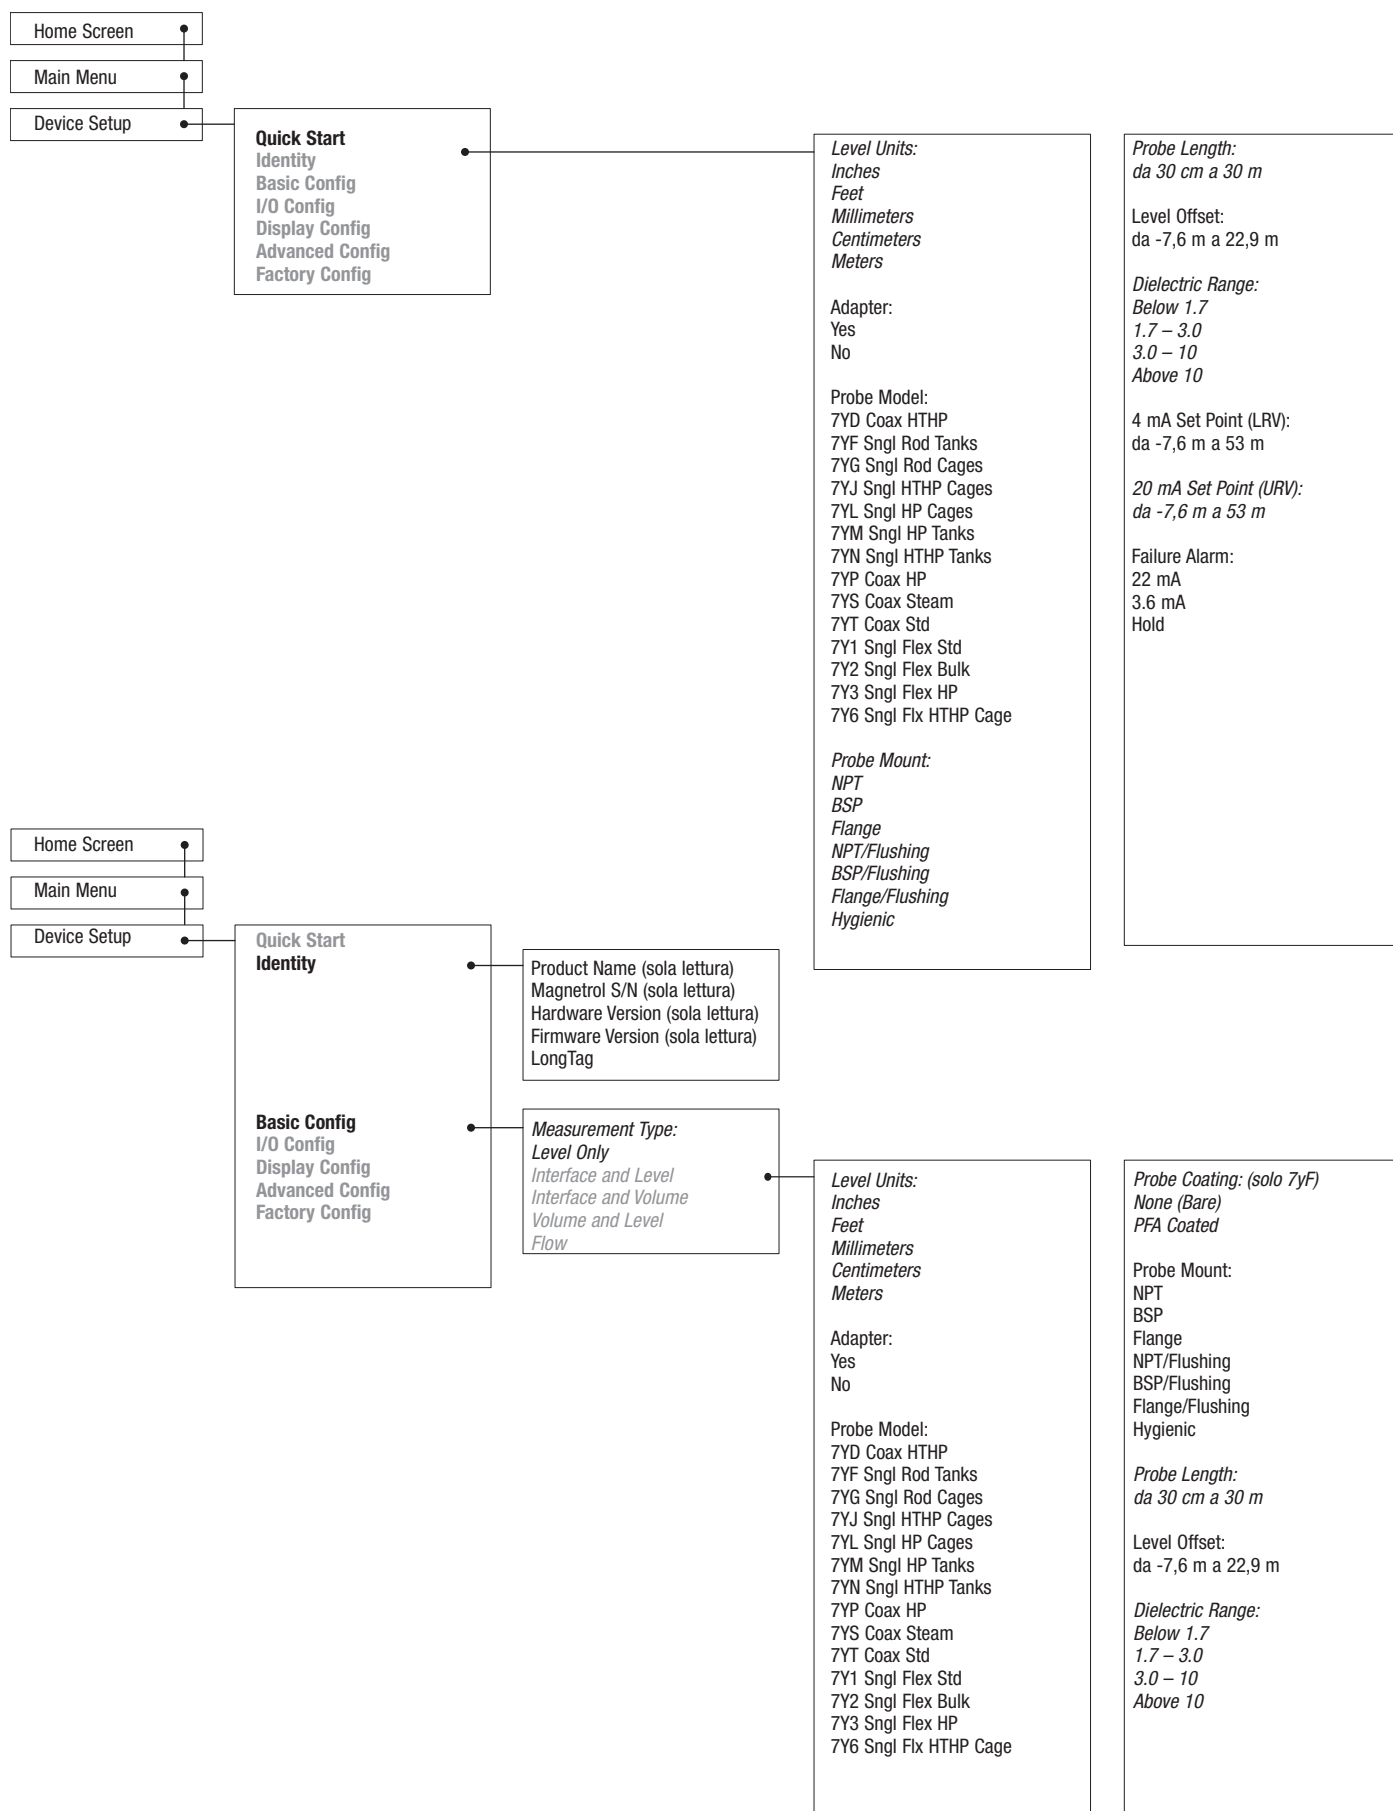 Home Screen
Main Menu
Device Setup
Quick Start
Identity
Basic Config
I/O Config
Display Config
Advanced Config
Factory Config
Level Units:
Inches
Feet
Millimeters
Centimeters
Meters
Adapter:
Yes
No
Probe Model:
7YD Coax HTHP
7YF Sngl Rod Tanks
7YG Sngl Rod Cages
7YJ Sngl HTHP Cages
7YL Sngl HP Cages
7YM Sngl HP Tanks
7YN Sngl HTHP Tanks
7YP Coax HP
7YS Coax Steam
7YT Coax Std
7Y1 Sngl Flex Std
7Y2 Sngl Flex Bulk
7Y3 Sngl Flex HP
7Y6 Sngl Flx HTHP Cage
Probe Mount:
NPT
BSP
Flange
NPT/Flushing
BSP/Flushing
Flange/Flushing
Hygienic
Probe Length:
da 30 cm a 30 m
Level Offset:
da -7,6 m a 22,9 m
Dielectric Range:
Below 1.7
1.7 – 3.0
3.0 – 10
Above 10
4 mA Set Point (LRV):
da -7,6 m a 53 m
20 mA Set Point (URV):
da -7,6 m a 53 m
Failure Alarm:
22 mA
3.6 mA
Hold
Home Screen
Main Menu
Device Setup
Quick Start
Identity
Basic Config
I/O Config
Display Config
Advanced Config
Factory Config
Product Name (sola lettura)
Magnetrol S/N (sola lettura)
Hardware Version (sola lettura)
Firmware Version (sola lettura)
LongTag
Measurement Type:
Level Only
Interface and Level
Interface and Volume
Volume and Level
Flow
Level Units:
Inches
Feet
Millimeters
Centimeters
Meters
Adapter:
Yes
No
Probe Model:
7YD Coax HTHP
7YF Sngl Rod Tanks
7YG Sngl Rod Cages
7YJ Sngl HTHP Cages
7YL Sngl HP Cages
7YM Sngl HP Tanks
7YN Sngl HTHP Tanks
7YP Coax HP
7YS Coax Steam
7YT Coax Std
7Y1 Sngl Flex Std
7Y2 Sngl Flex Bulk
7Y3 Sngl Flex HP
7Y6 Sngl Flx HTHP Cage
Probe Coating: (solo 7yF)
None (Bare)
PFA Coated
Probe Mount:
NPT
BSP
Flange
NPT/Flushing
BSP/Flushing
Flange/Flushing
Hygienic
Probe Length:
da 30 cm a 30 m
Level Offset:
da -7,6 m a 22,9 m
Dielectric Range:
Below 1.7
1.7 – 3.0
3.0 – 10
Above 10